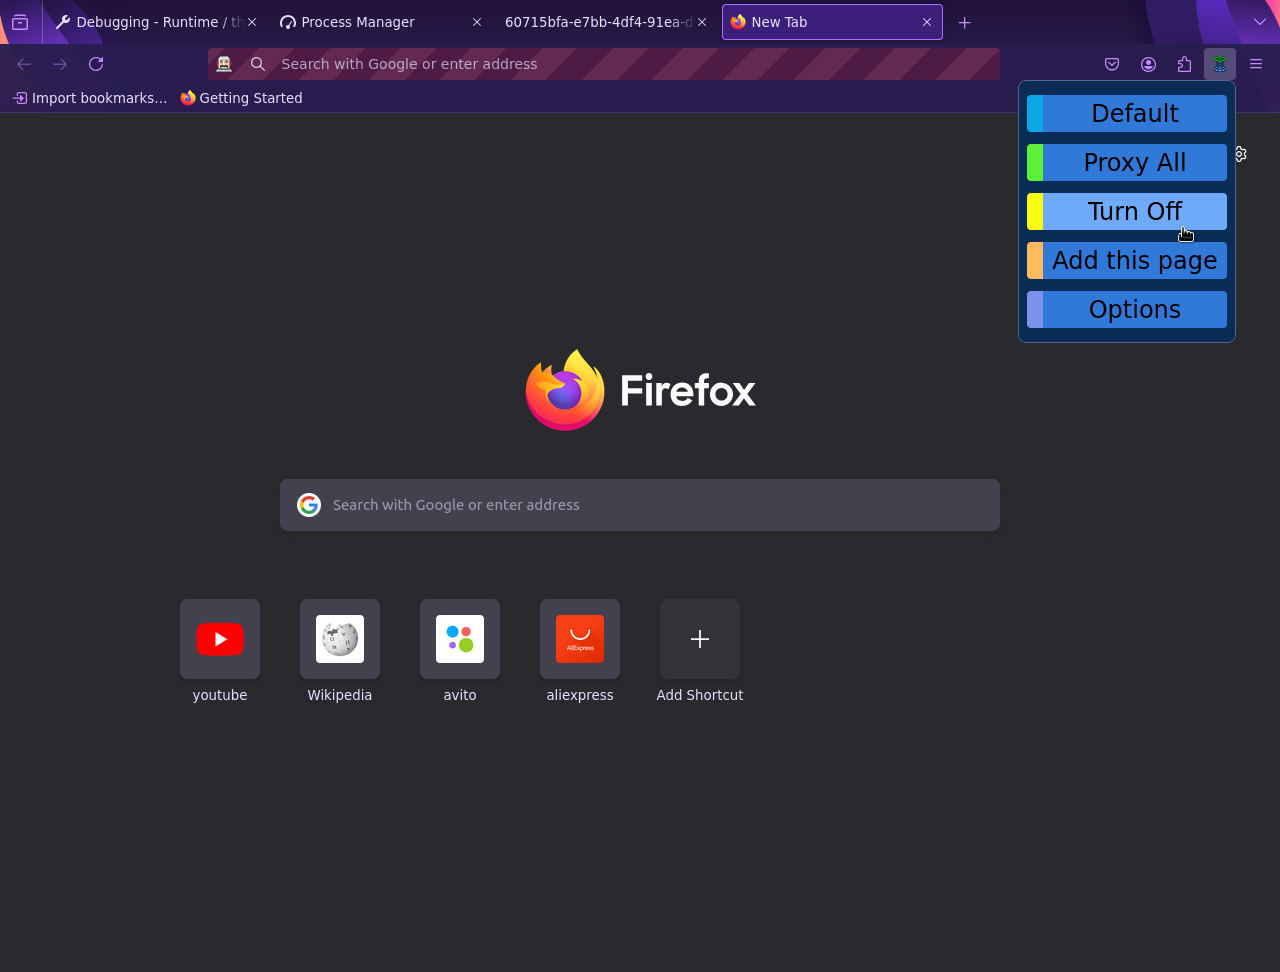 Debugging - Runtime / th
Process Manager
60715bfa-e7bb-4df4-91ea-d
New Tab
Search with Google or enter address
Import bookmarks...
Getting Started
Default
Proxy All
Turn Off
Add this page
Options
Firefox
Search with Google or enter address
AliExpress
youtube
Wikipedia
avito
aliexpress
Add Shortcut